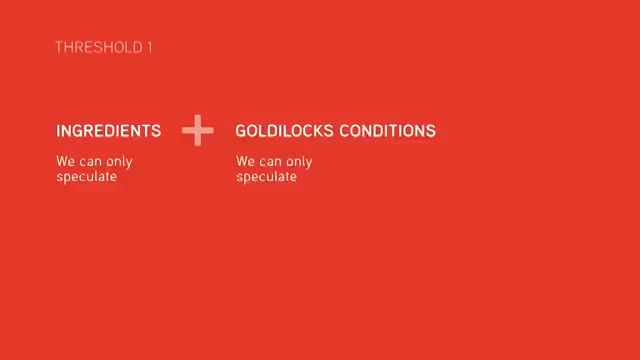 THRESHOLD 1
INGREDIENTS + GOLDILOCKS CONDITIONS
We can only
speculate
We can only
speculate